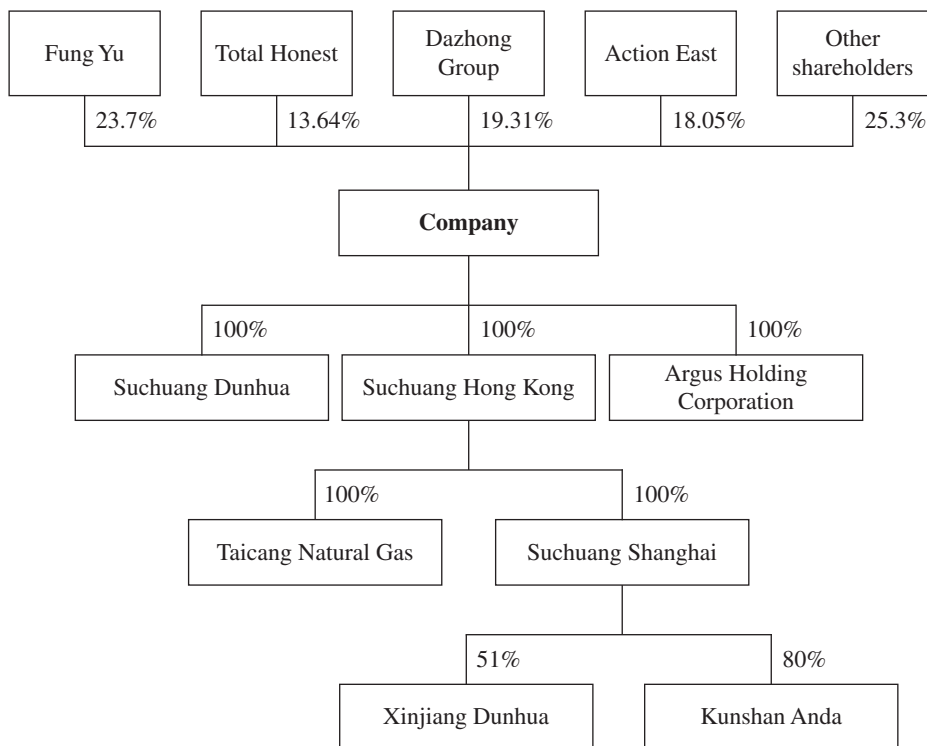 Fung Yu
Total Honest
Dazhong
Group
Action East
Other
shareholders
23.7%
13.64%
19.31%
18.05%
25.3%
Company
100%
100%
100%
Suchuang Dunhua
Suchuang Hong Kong
Argus Holding
Corporation
100%
100%
Taicang Natural Gas
Suchuang Shanghai
51%
80%
Xinjiang Dunhua
Kunshan Anda